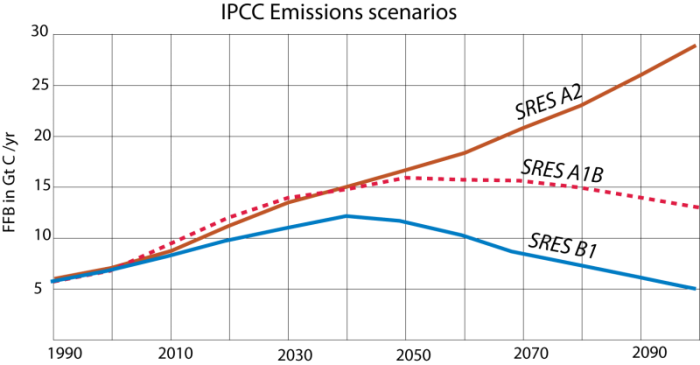 IPCC Emissions scenarios
30
25
20
15
10
5
FFB in Gt C /yr
SRES A2
SRES A1B
SRES B1
1990 2010 2030 2050 2070 2090